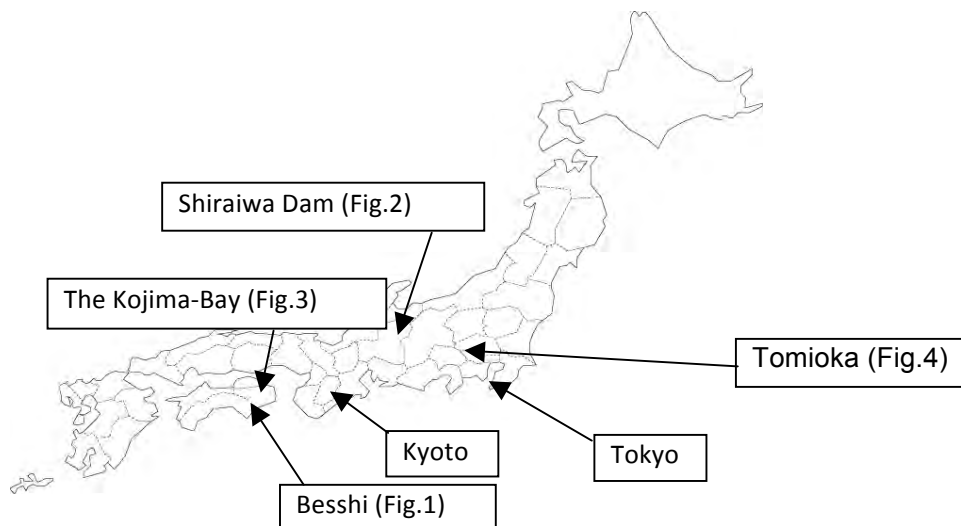 Shiraiwa Dam (Fig.2)
The Kojima-Bay (Fig.3)
Tomioka (Fig.4)
Kyoto
Tokyo
Besshi (Fig.1)